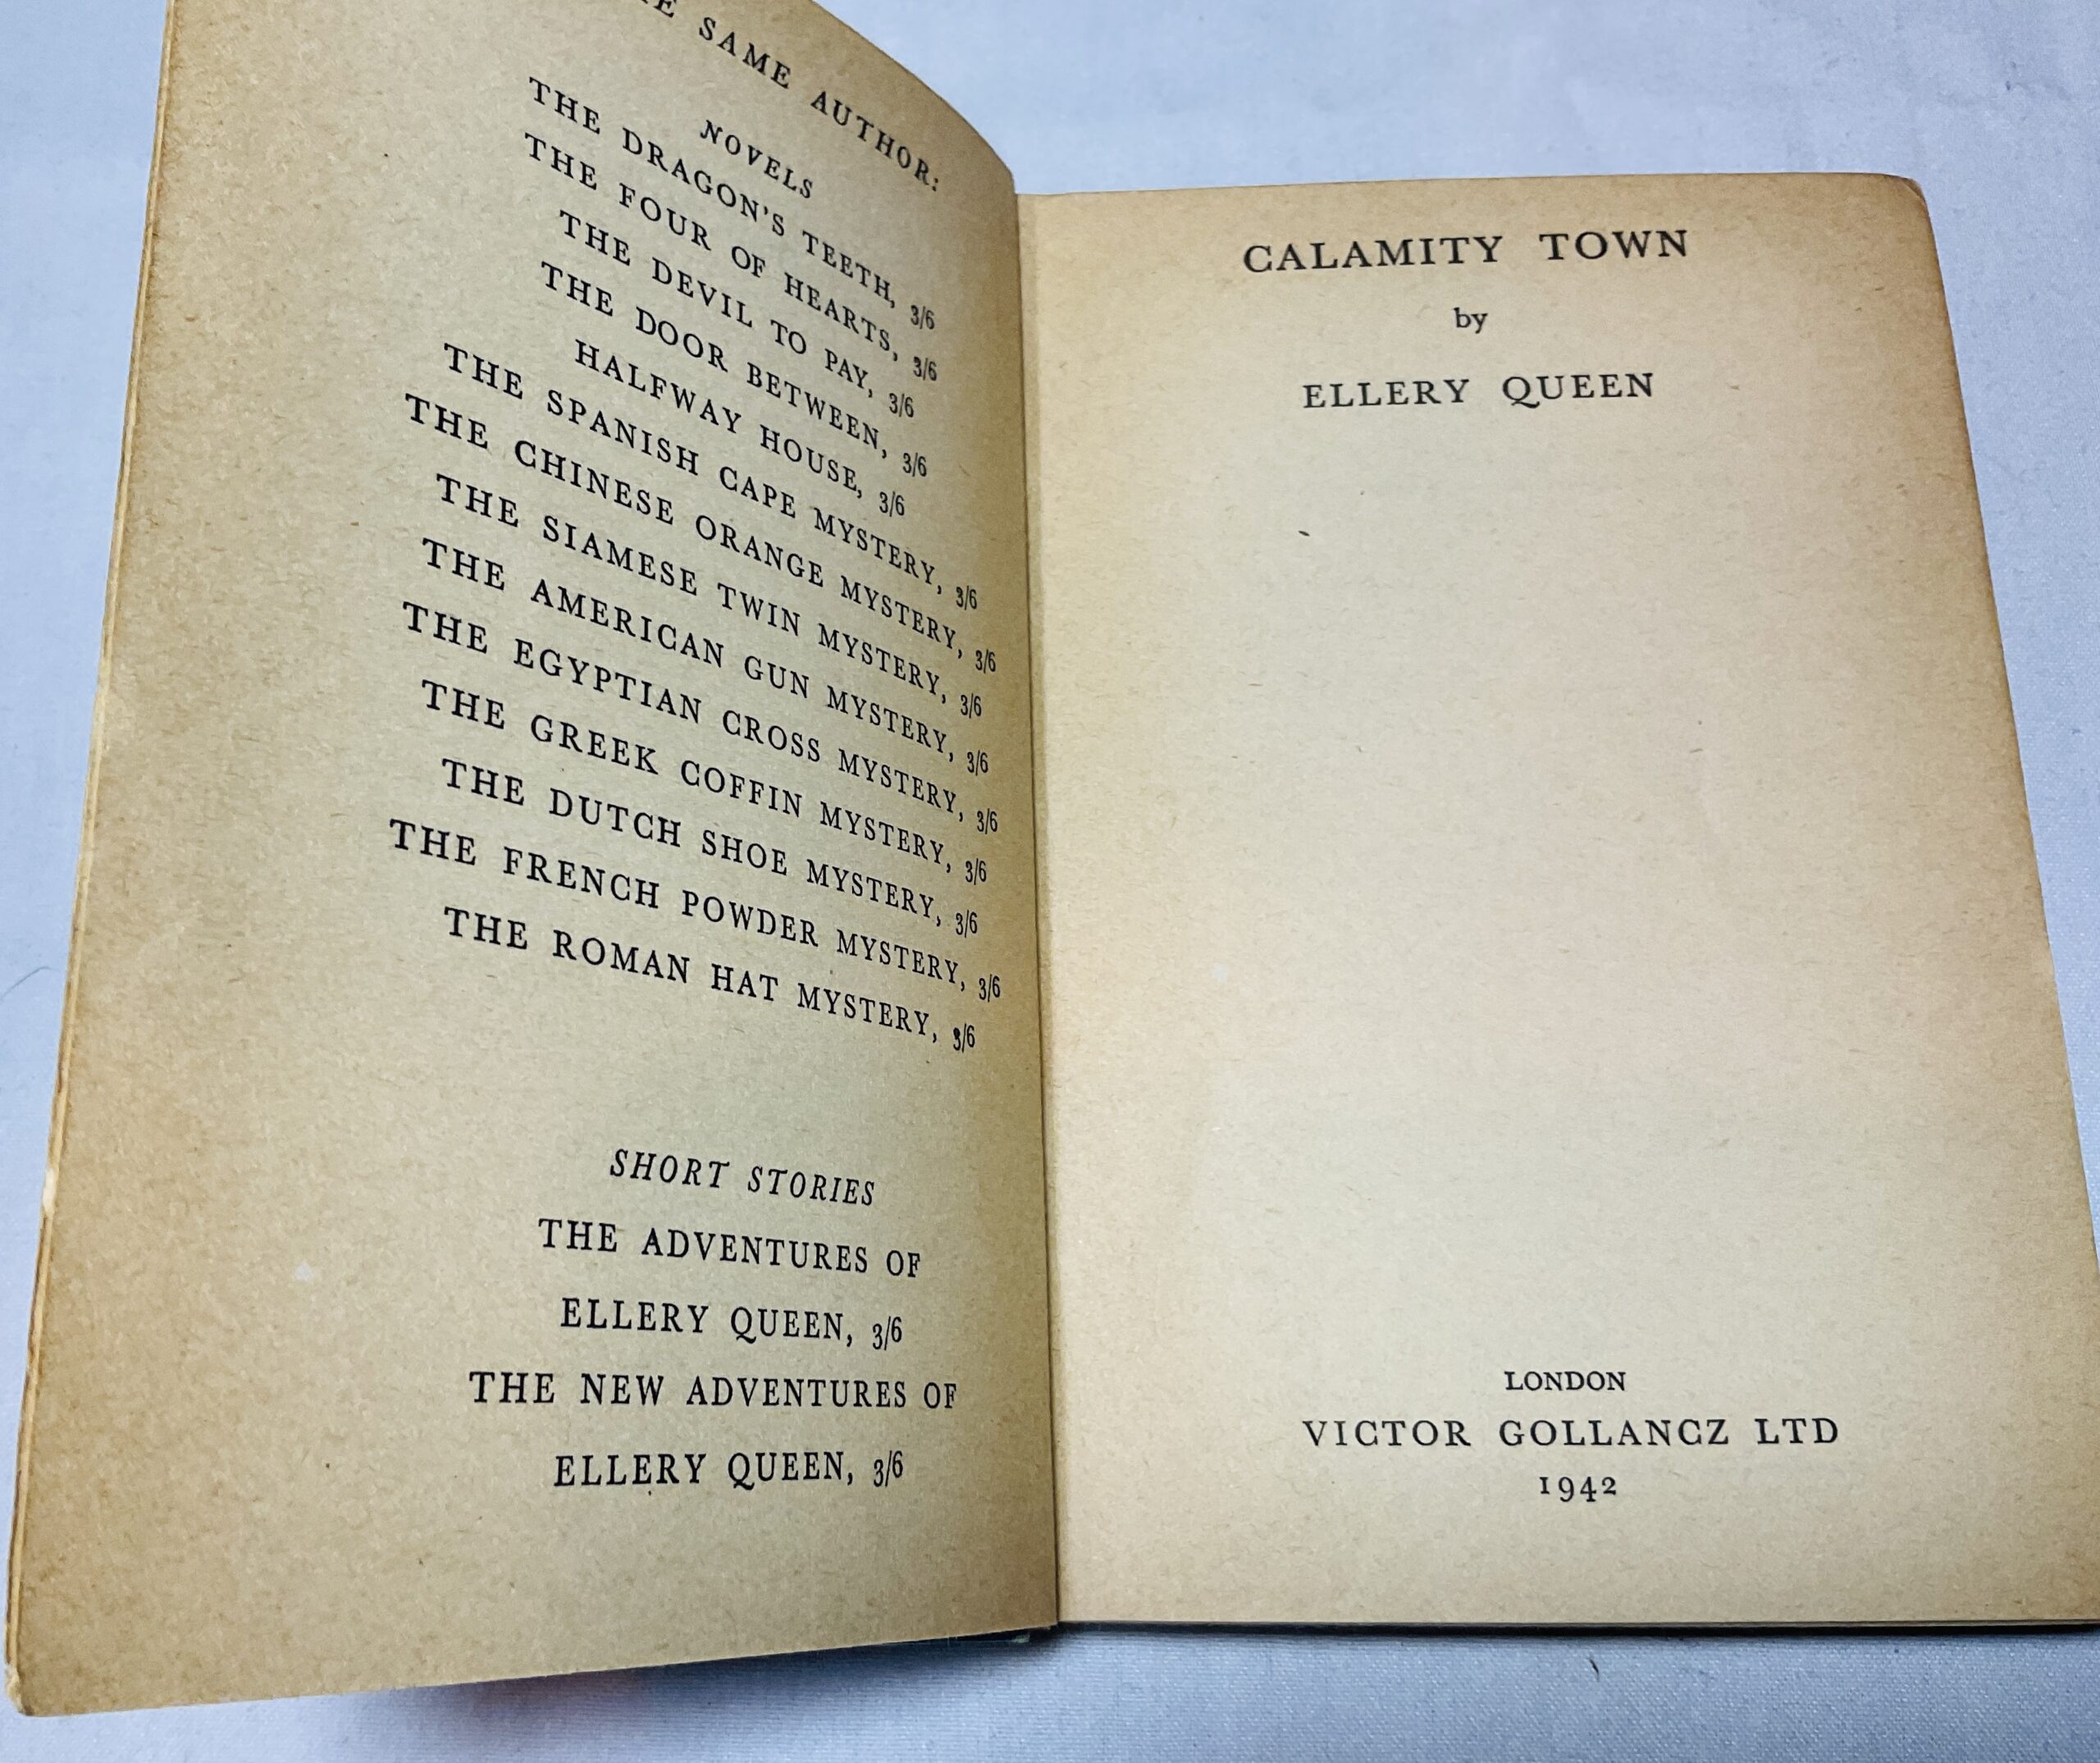 SAME AUTHOR:
NOVELS
THE DRAGON'S TEETH, 3/6
THE FOUR OF HEARTS, 3/6
THE DEVIL TO PAY, 3/6
THE DOOR BETWEEN, 3/6
HALFWAY HOUSE, 3/6
THE SPANISH CAPE MYSTERY, 3/6
THE CHINESE ORANGE MYSTERY, 3/6
THE SIAMESE TWIN MYSTERY, 3/6
THE AMERICAN GUN MYSTERY, 3/6
THE EGYPTIAN CROSS MYSTERY, 3/6
THE GREEK COFFIN MYSTERY, 3/6
THE DUTCH SHOE MYSTERY, 3/6
THE FRENCH POWDER MYSTERY, 3/6
THE ROMAN HAT MYSTERY, 3/6
SHORT STORIES
THE ADVENTURES OF
ELLERY QUEEN, 3/6
THE NEW ADVENTURES OF
ELLERY QUEEN, 3/6
CALAMITY TOWN
by
ELLERY QUEEN
LONDON
VICTOR GOLLANCZ LTD
1942